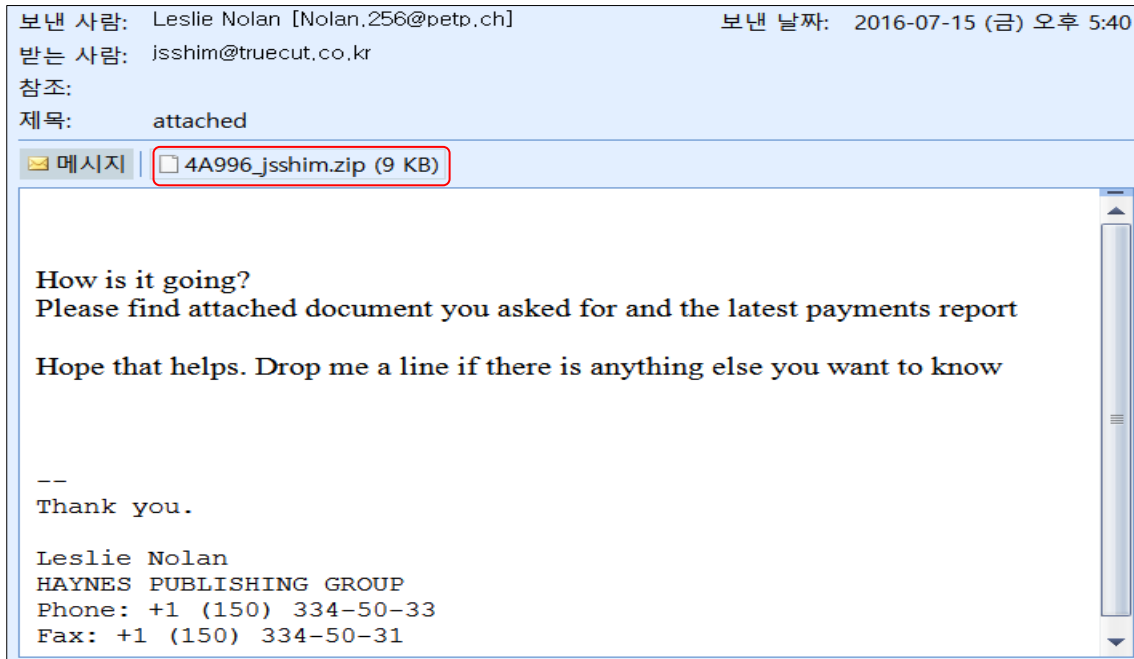 보낸 사람: Leslie Nolan [Nolan.256@petp.ch] 보낸 날짜: 2016-07-15 (금) 오후 5:40
받는 사람: jsshim@truecut.co.kr
참조:
제목: attached
메시지 4A996_jsshim.zip (9 KB)
How is it going?
Please find attached document you asked for and the latest payments report
Hope that helps. Drop me a line if there is anything else you want to know
--
Thank you.
Leslie Nolan
HAYNES PUBLISHING GROUP
Phone: +1 (150) 334-50-33
Fax: +1 (150) 334-50-31